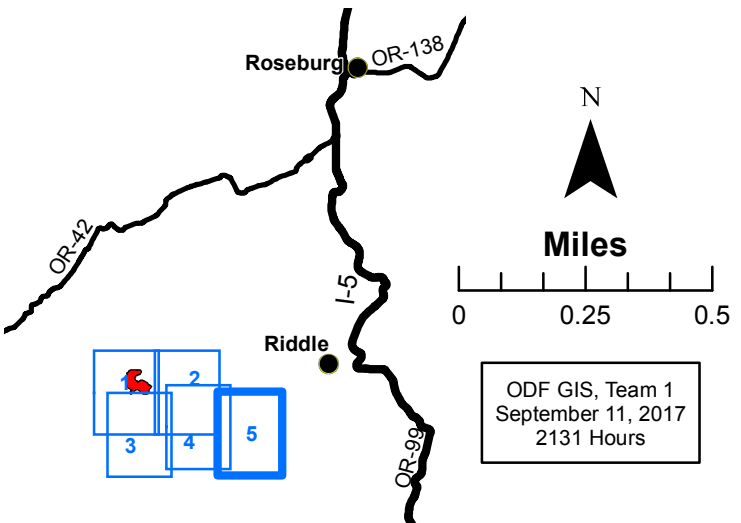 OR-138
Roseburg
N
OR-42
Miles
I-5
0 0.25 0.5
Riddle
1 2
3 4 5
ODF GIS, Team 1
September 11, 2017
2131 Hours
OR-99